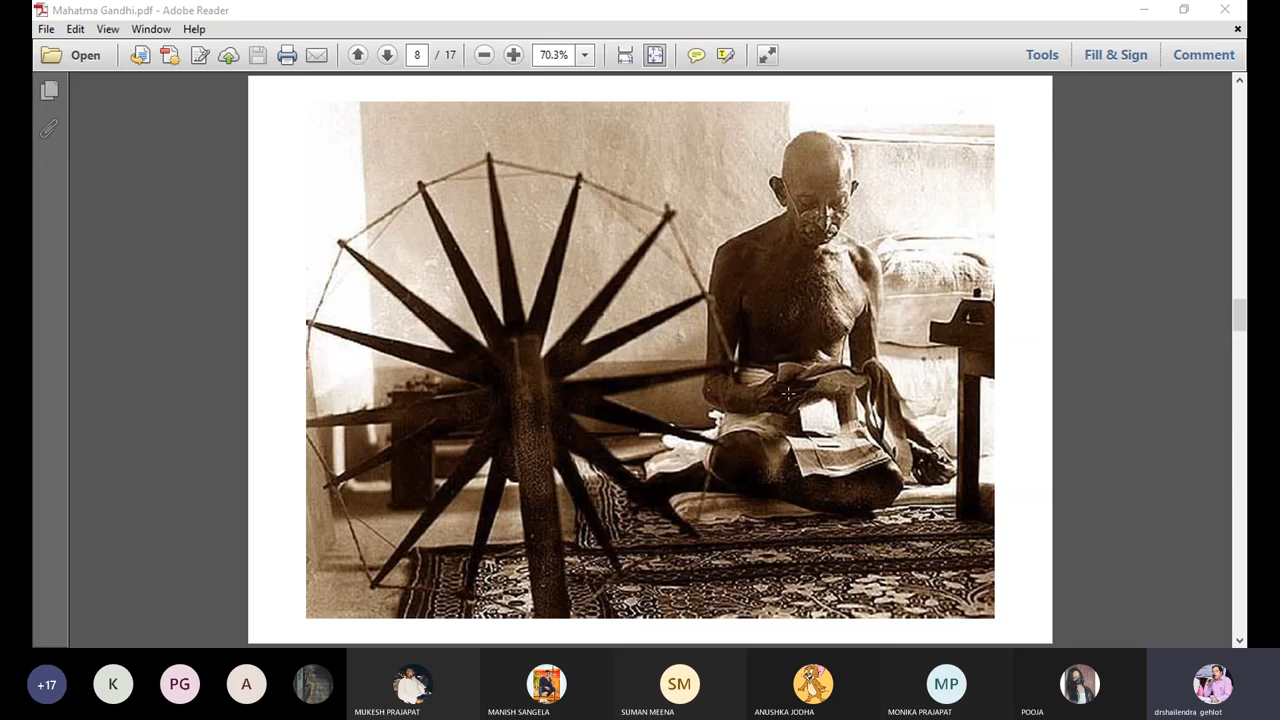 Mahatma Gandhi.pdf - Adobe Reader
File Edit View Window Help
Open 8 / 17 70.3% Tools Fill & Sign Comment
+17 K PG A SM MP
MUKESH PRAJAPAT MANISH SANGELA SUMAN MEENA ANUSHKA JODHA MONIKA PRAJAPAT POOJA drshailendra gehlot